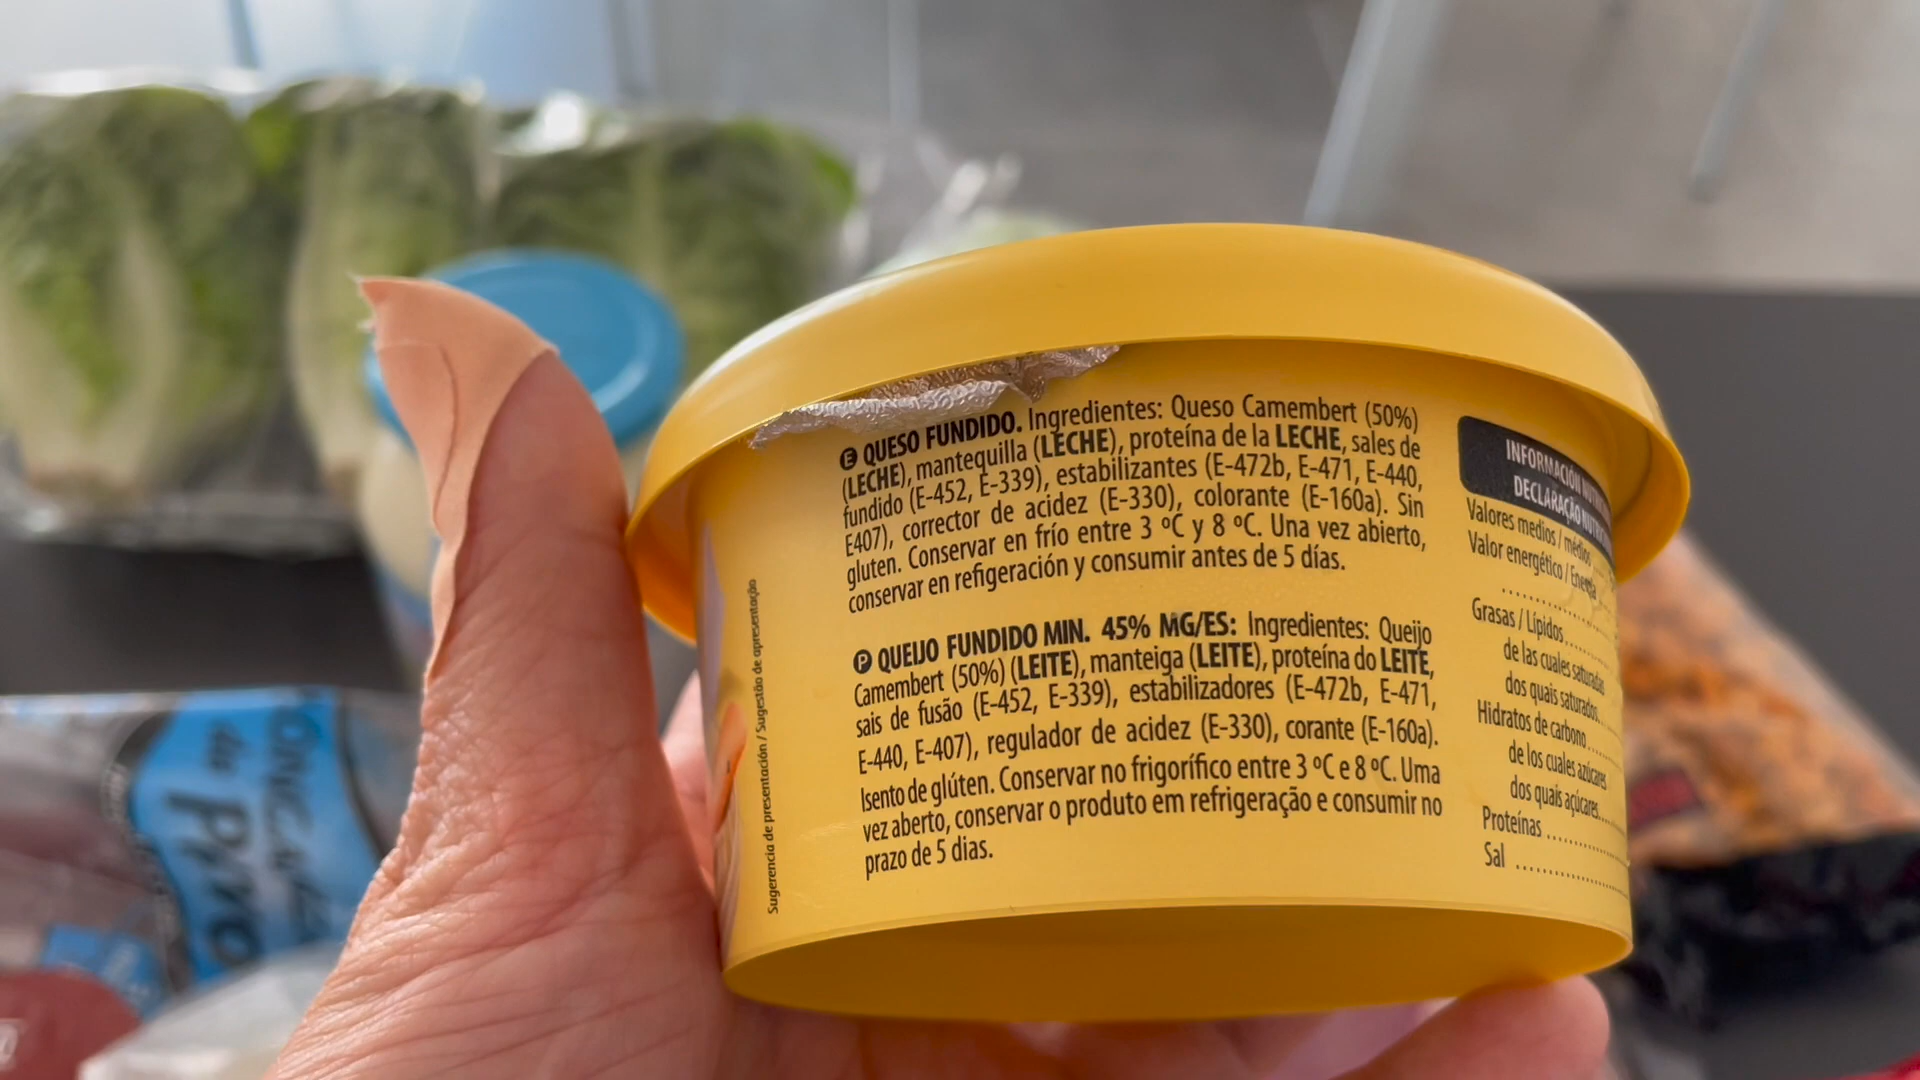 E QUESO FUNDIDO. Ingredientes: Queso Camembert (50%)
(LECHE), mantequilla (LECHE), proteína de la LECHE, sales de
fundido (E-452, E-339), estabilizantes (E-472b, E-471, E-440,
E407), corrector de acidez (E-330), colorante (E-160a). Sin
gluten. Conservar en frío entre 3 ºC y 8 ºC. Una vez abierto,
conservar en refigeración y consumir antes de 5 días.
P QUEIJO FUNDIDO MIN. 45% MG/ES: Ingredientes: Queijo
Camembert (50%) (LEITE), manteiga (LEITE), proteína do LEITE,
sais de fusão (E-452, E-339), estabilizadores (E-472b, E-471,
E-440, E-407), regulador de acidez (E-330), corante (E-160a).
Isento de glúten. Conservar no frigorífico entre 3 ºC e 8 ºC. Uma
vez aberto, conservar o produto em refrigeração e consumir no
prazo de 5 dias.
Sugerencia de presentación / Sugestão de apresentação
INFORMACIÓN
DECLARAÇÃO
Valores medios / médios
Valor energético / Energia
Grasas / Lípidos
de las cuales saturadas
dos quais saturados
Hidratos de carbono
de los cuales azúcares
dos quais açúcares
Proteínas
Sal
de Pavo